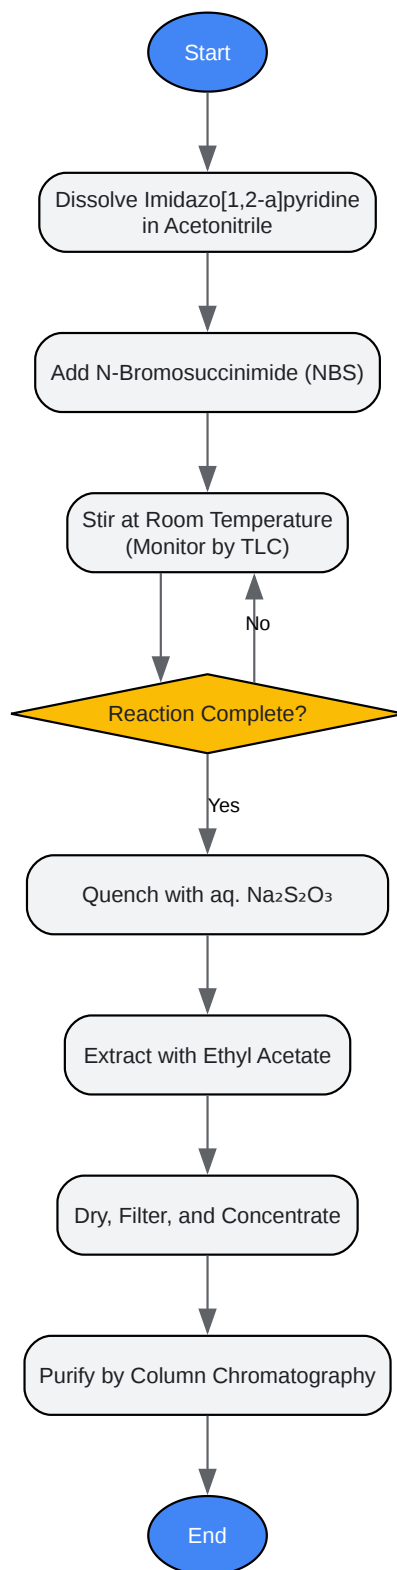 Start
Dissolve Imidazo[1,2-a]pyridine
in Acetonitrile
Add N-Bromosuccinimide (NBS)
Stir at Room Temperature
(Monitor by TLC)
No
Reaction Complete?
Yes
Quench with aq. Na₂S₂O₃
Extract with Ethyl Acetate
Dry, Filter, and Concentrate
Purify by Column Chromatography
End